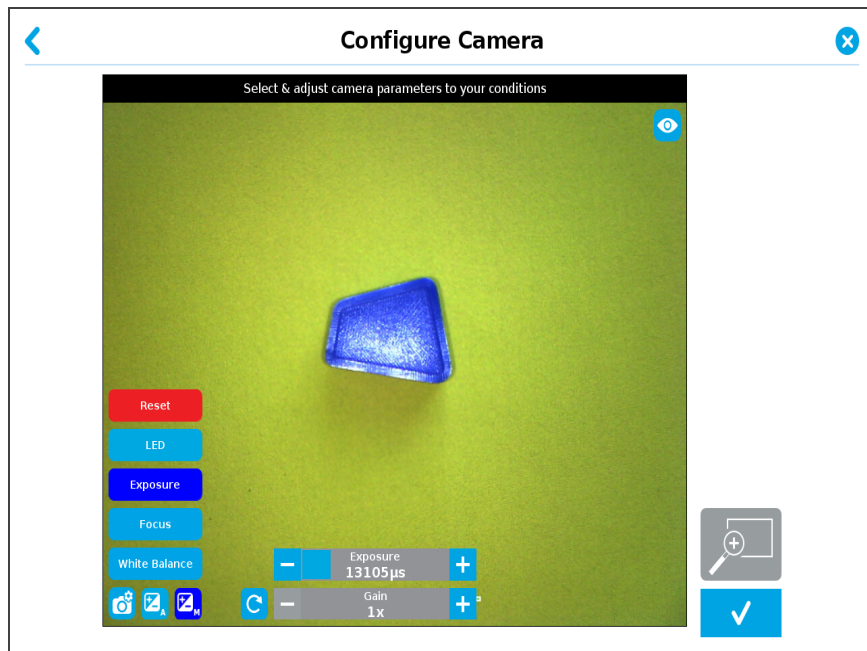 Configure Camera
Select & adjust camera parameters to your conditions
Reset
LED
Exposure
Focus
White Balance
Exposure
13105µs
A
M
Gain
1x